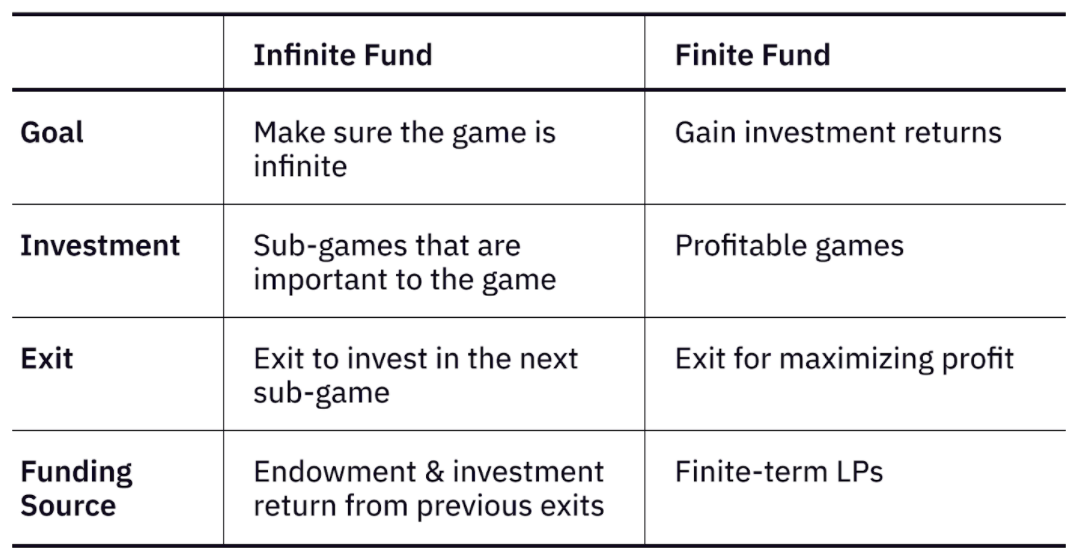 Infinite Fund
Finite Fund
Goal
Make sure the game is
infinite
Gain investment returns
Investment
Sub-games that are
important to the game
Profitable games
Exit
Exit to invest in the next
sub-game
Exit for maximizing profit
Funding
Source
Endowment & investment
return from previous exits
Finite-term LPs